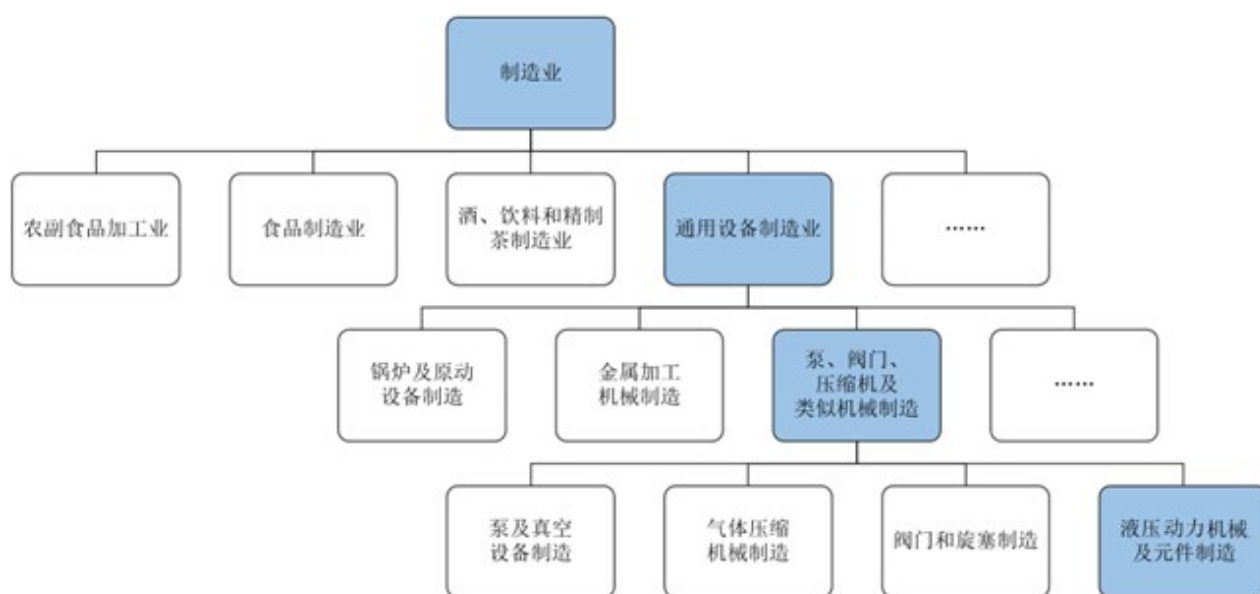 制造业
农副食品加工业
食品制造业
酒、饮料和精制
茶制造业
通用设备制造业
……
锅炉及原动
设备制造
金属加工
机械制造
泵、阀门、
压缩机及
类似机械制造
……
泵及真空
设备制造
气体压缩
机械制造
阀门和旋塞制造
液压动力机械
及元件制造